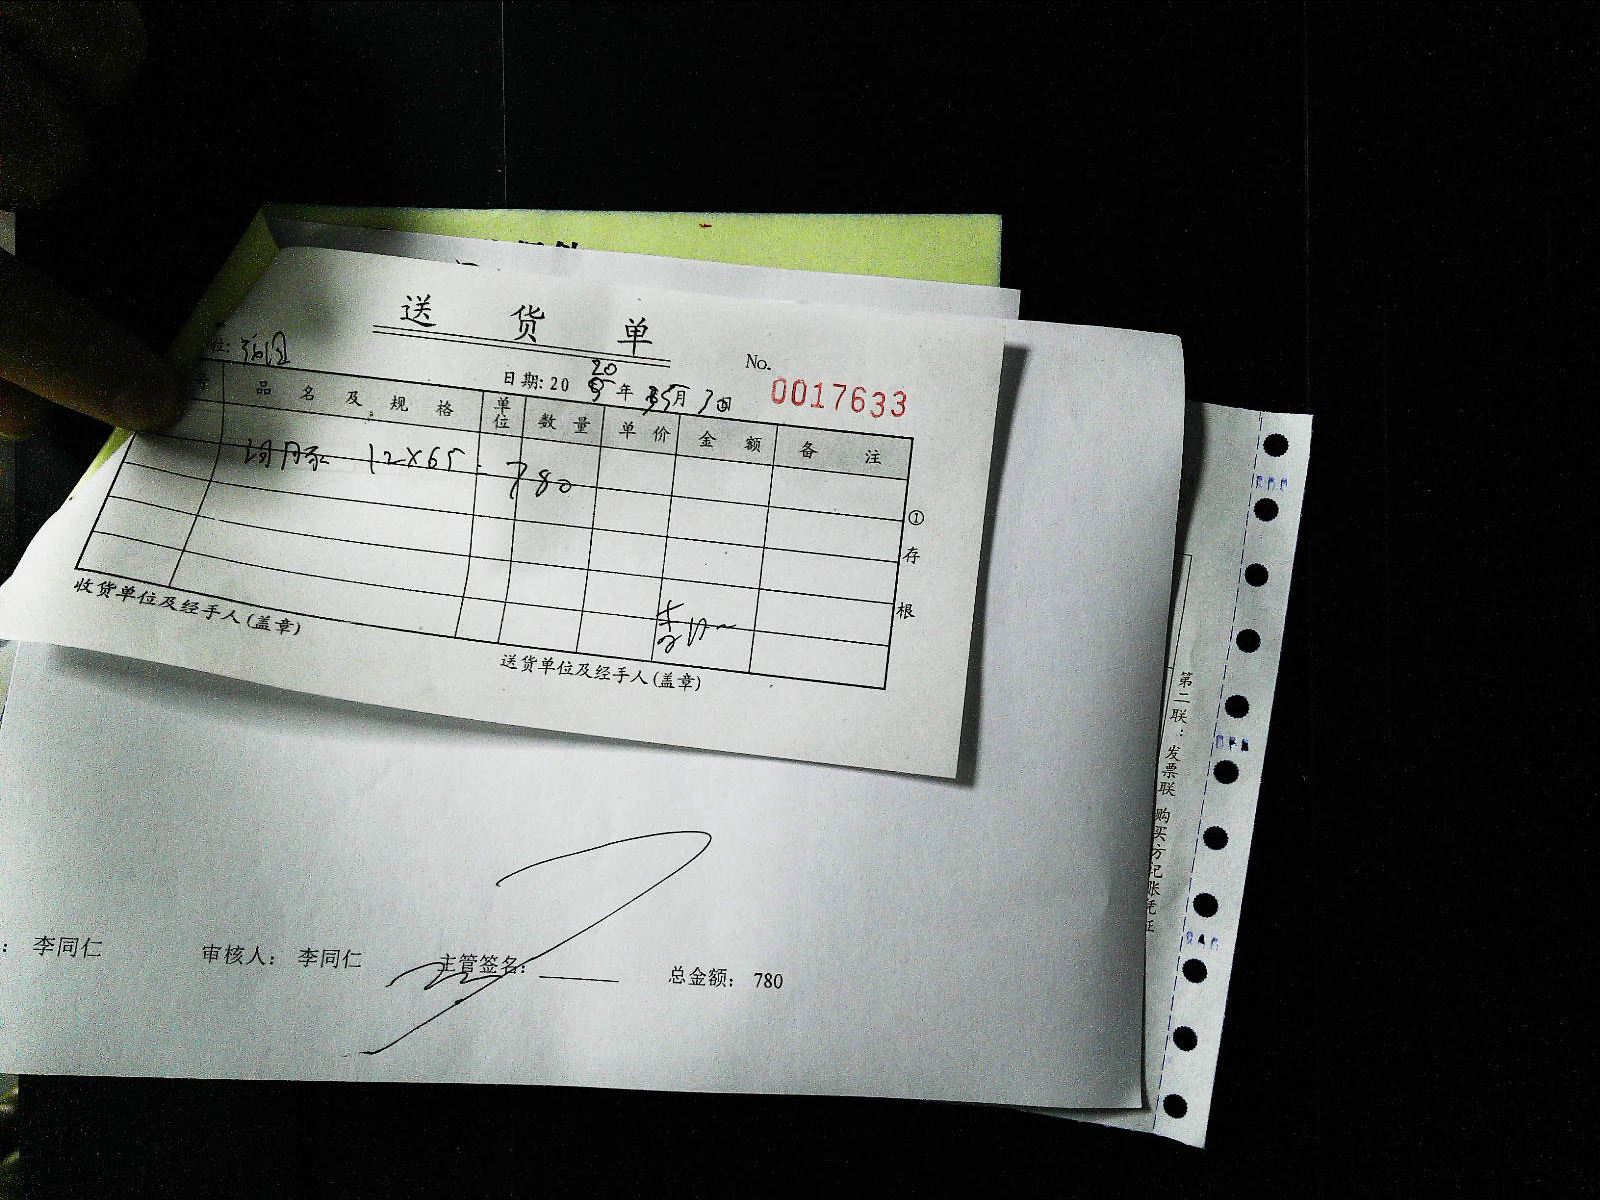 送货单
No. 0017633
日期: 20 20 年 5月
品名及规格 单位 数量 单价 金额 备注
12×65 780
①存根
收货单位及经手人(盖章)
送货单位及经手人(盖章)
第二联：发票联 购买方记账凭证
： 李同仁 审核人： 李同仁 主管签名： 总金额： 780